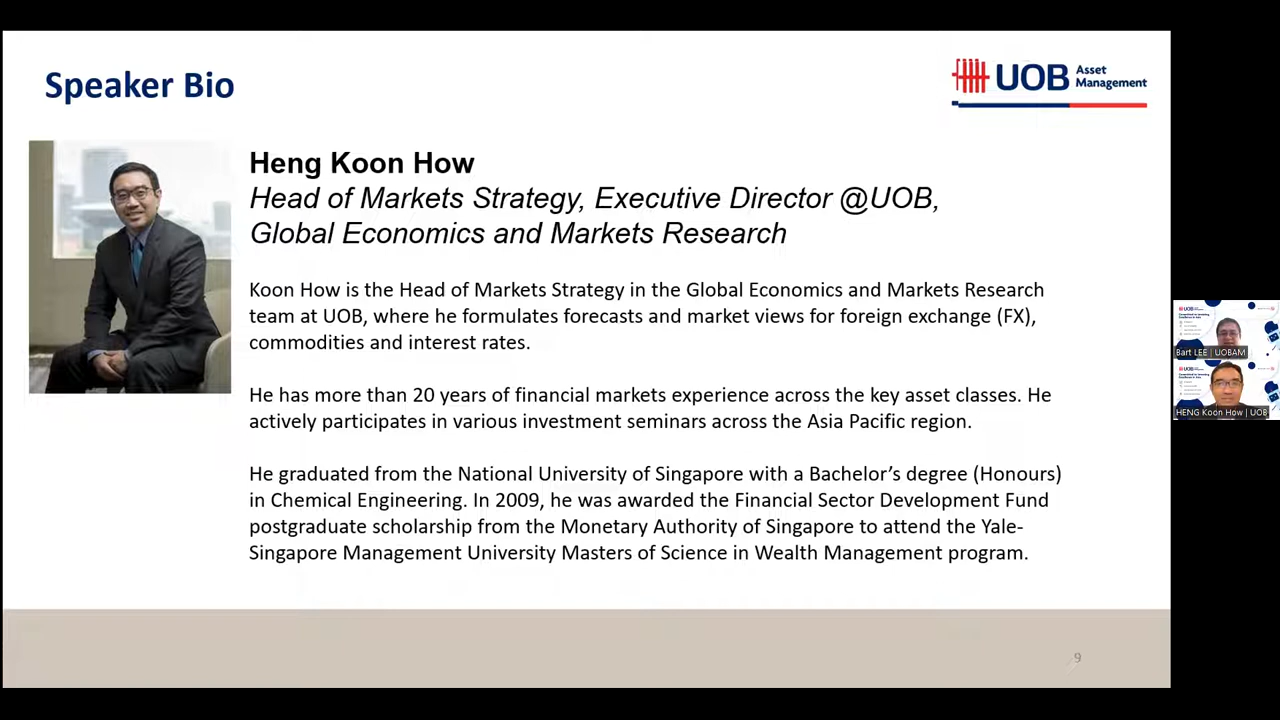 Speaker Bio
UOB Asset Management
Heng Koon How
Head of Markets Strategy, Executive Director @UOB,
Global Economics and Markets Research
Koon How is the Head of Markets Strategy in the Global Economics and Markets Research
team at UOB, where he formulates forecasts and market views for foreign exchange (FX),
commodities and interest rates.
He has more than 20 years of financial markets experience across the key asset classes. He
actively participates in various investment seminars across the Asia Pacific region.
He graduated from the National University of Singapore with a Bachelor’s degree (Honours)
in Chemical Engineering. In 2009, he was awarded the Financial Sector Development Fund
postgraduate scholarship from the Monetary Authority of Singapore to attend the Yale-
Singapore Management University Masters of Science in Wealth Management program.
9
Bart LEE | UOBAM
HENG Koon How | UOB